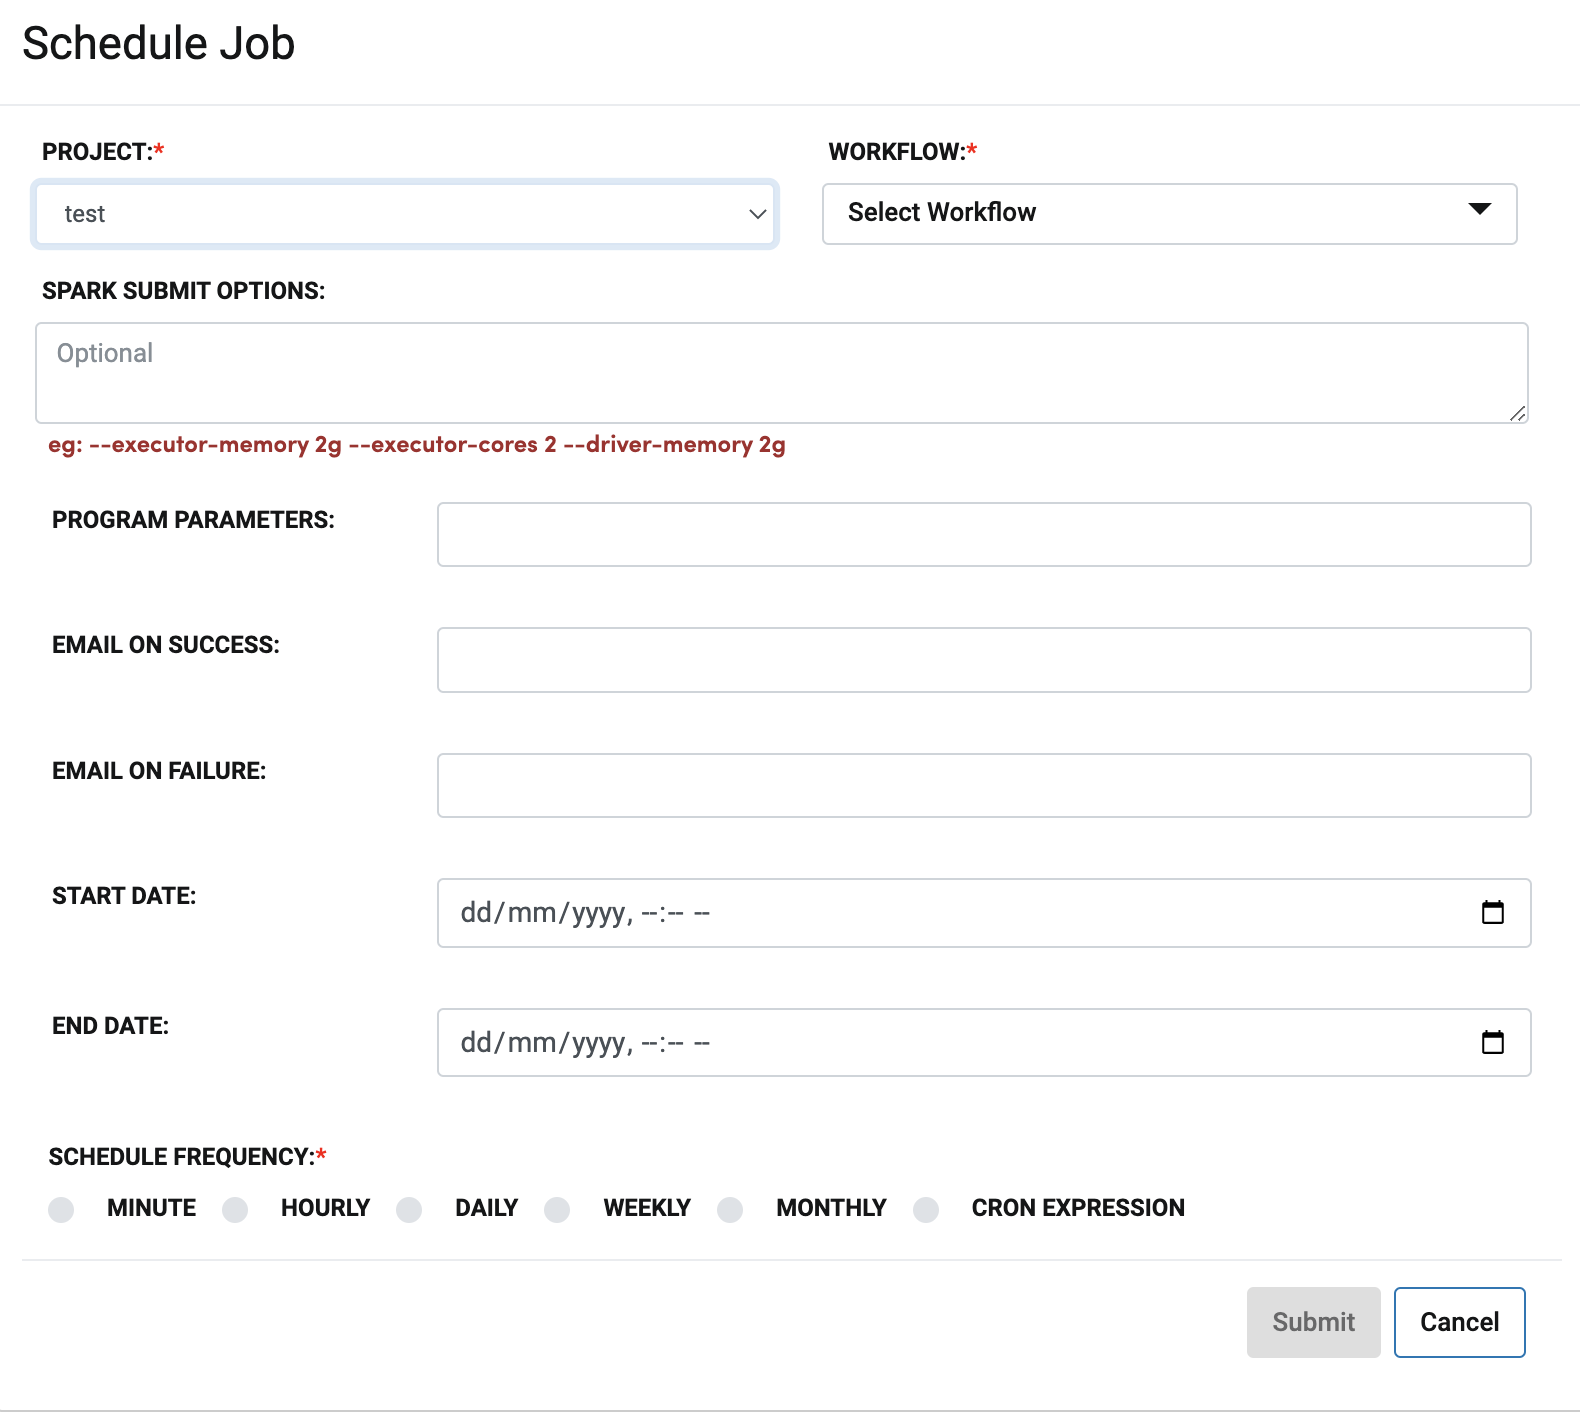 Schedule Job
PROJECT:*
WORKFLOW:*
test
Select Workflow
SPARK SUBMIT OPTIONS:
Optional
eg: --executor-memory 2g --executor-cores 2 --driver-memory 2g
PROGRAM PARAMETERS:
EMAIL ON SUCCESS:
EMAIL ON FAILURE:
START DATE:
dd/mm/yyyy, --:-- --
END DATE:
dd/mm/yyyy, --:-- --
SCHEDULE FREQUENCY:*
MINUTE HOURLY DAILY WEEKLY MONTHLY CRON EXPRESSION
Submit Cancel